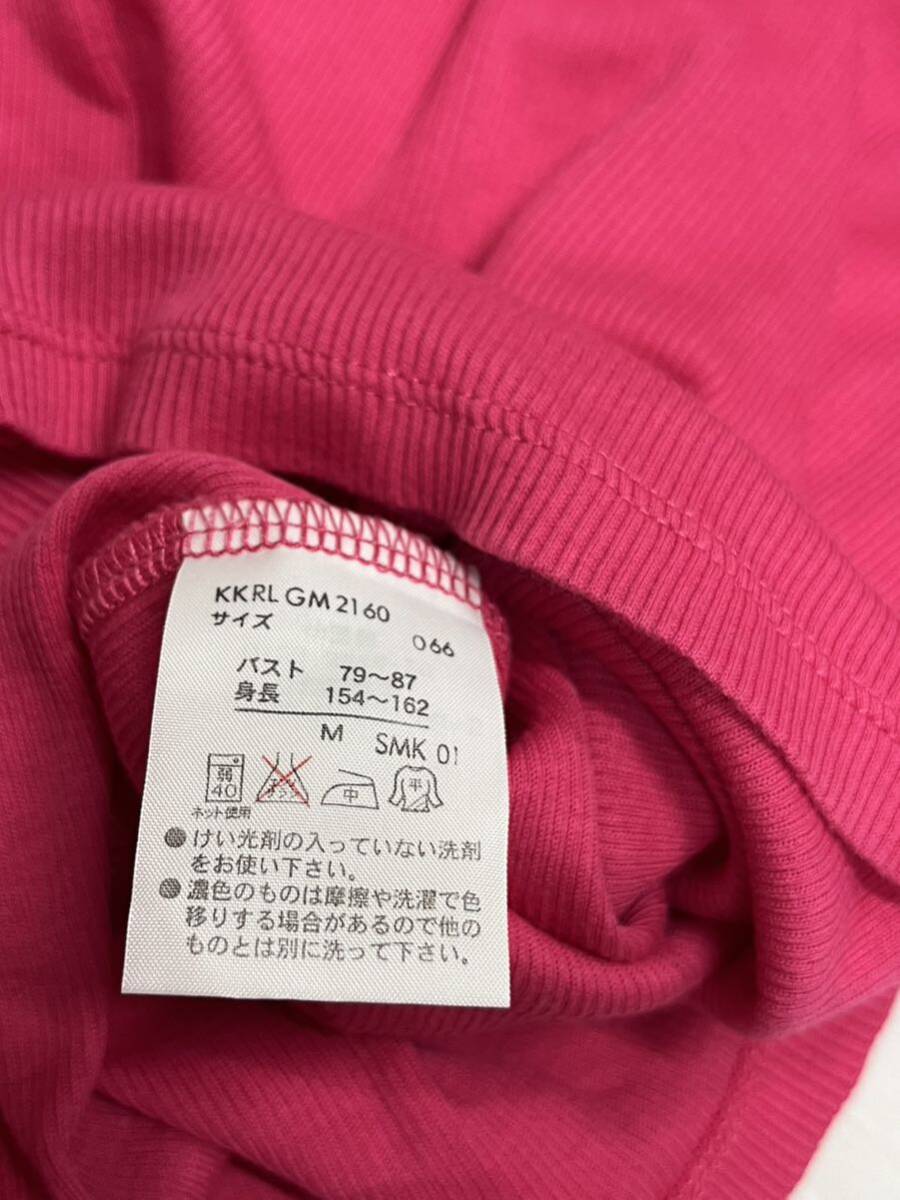 KKRL GM2160
サイズ 066
バスト 79～87
身長 154～162
M SMK 01
弱 40 中 平
ネット使用
●けい光剤の入っていない洗剤
をお使い下さい。
●濃色のものは摩擦や洗濯で色
移りする場合があるので他の
ものとは別に洗って下さい。